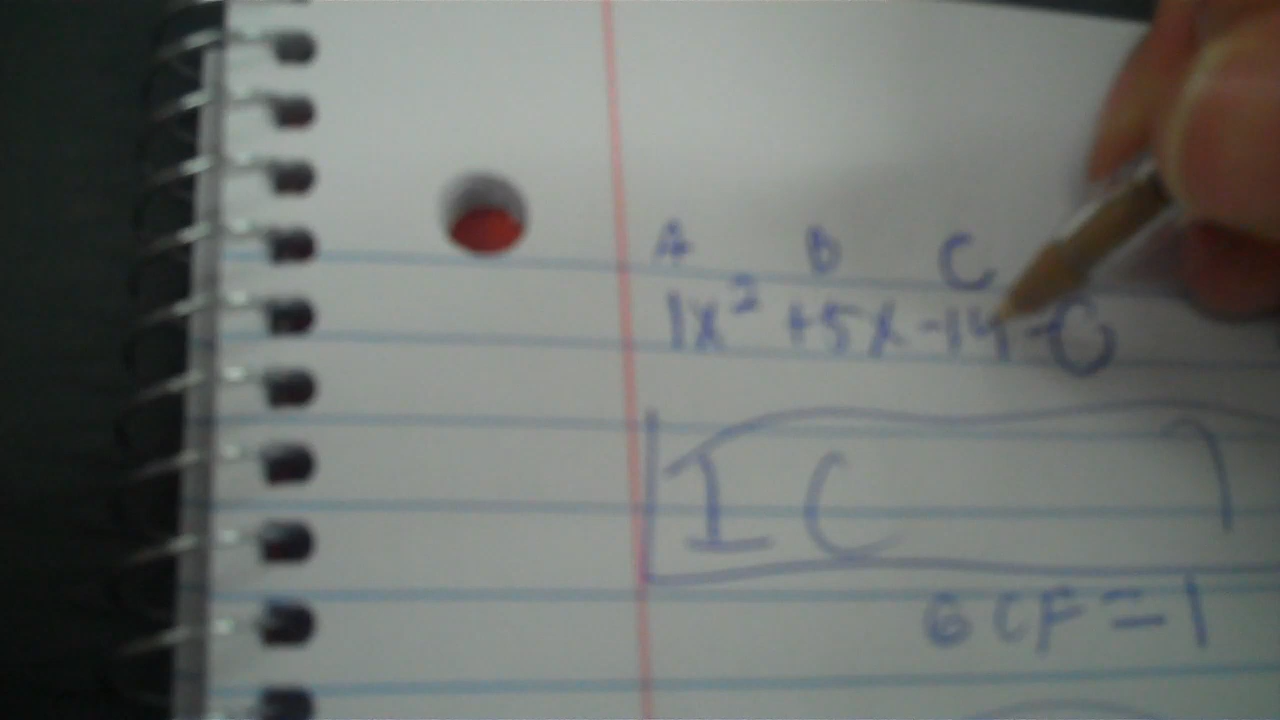 A B C
1x² +5x -14 = 0
I C
GCF = 1